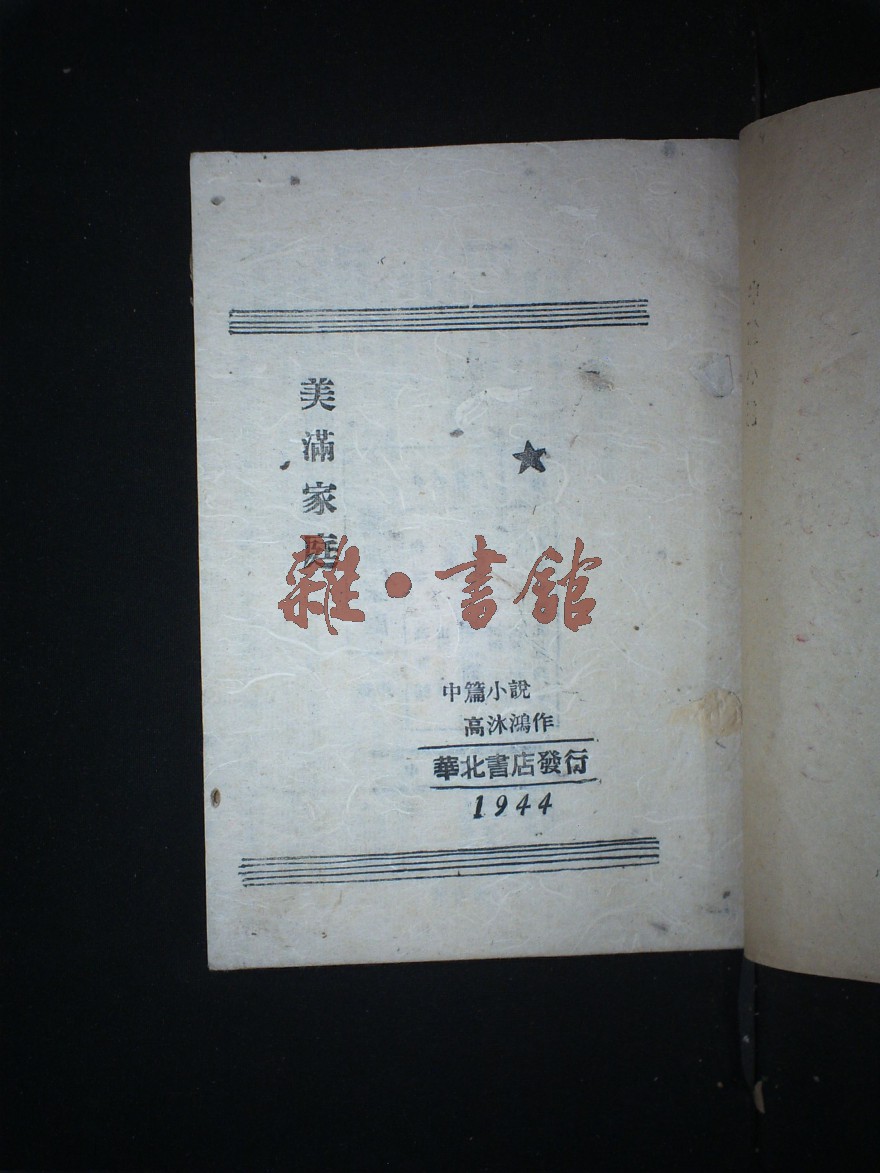 美滿家庭
雜·書館
中篇小說
高沐鴻作
華北書店發行
1944